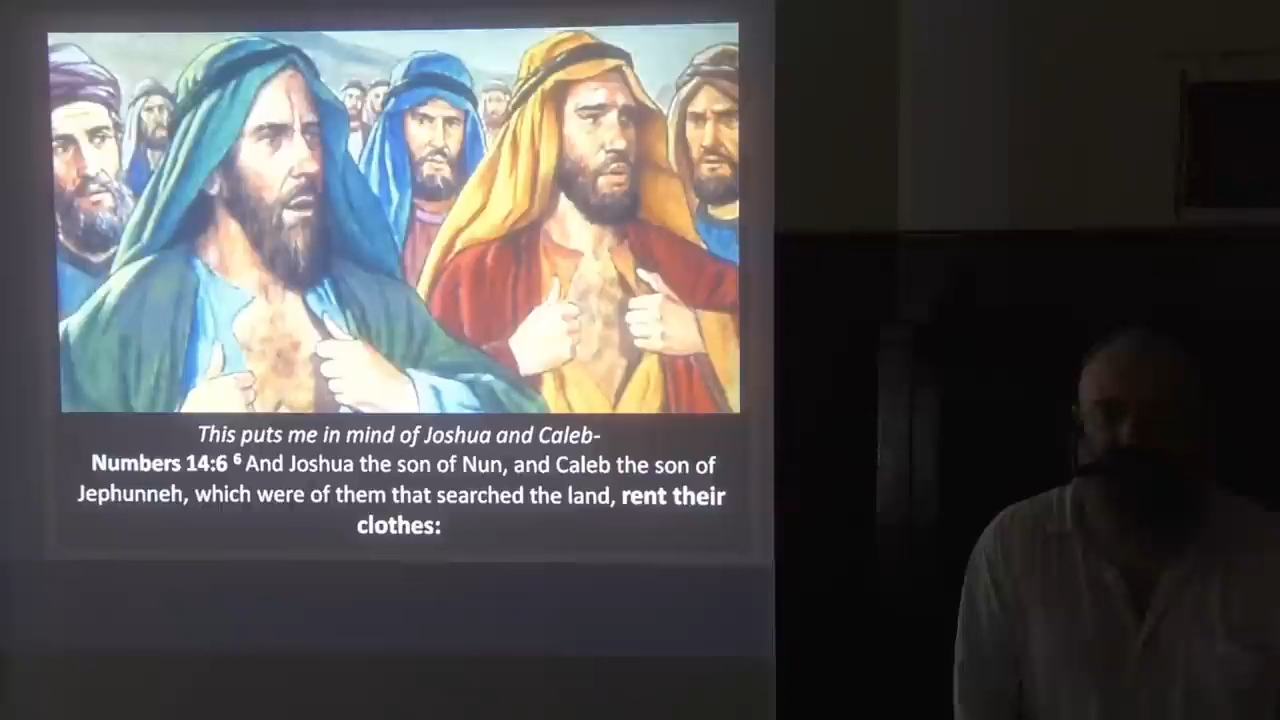 This puts me in mind of Joshua and Caleb-
Numbers 14:6 ⁶ And Joshua the son of Nun, and Caleb the son of
Jephunneh, which were of them that searched the land, rent their
clothes: